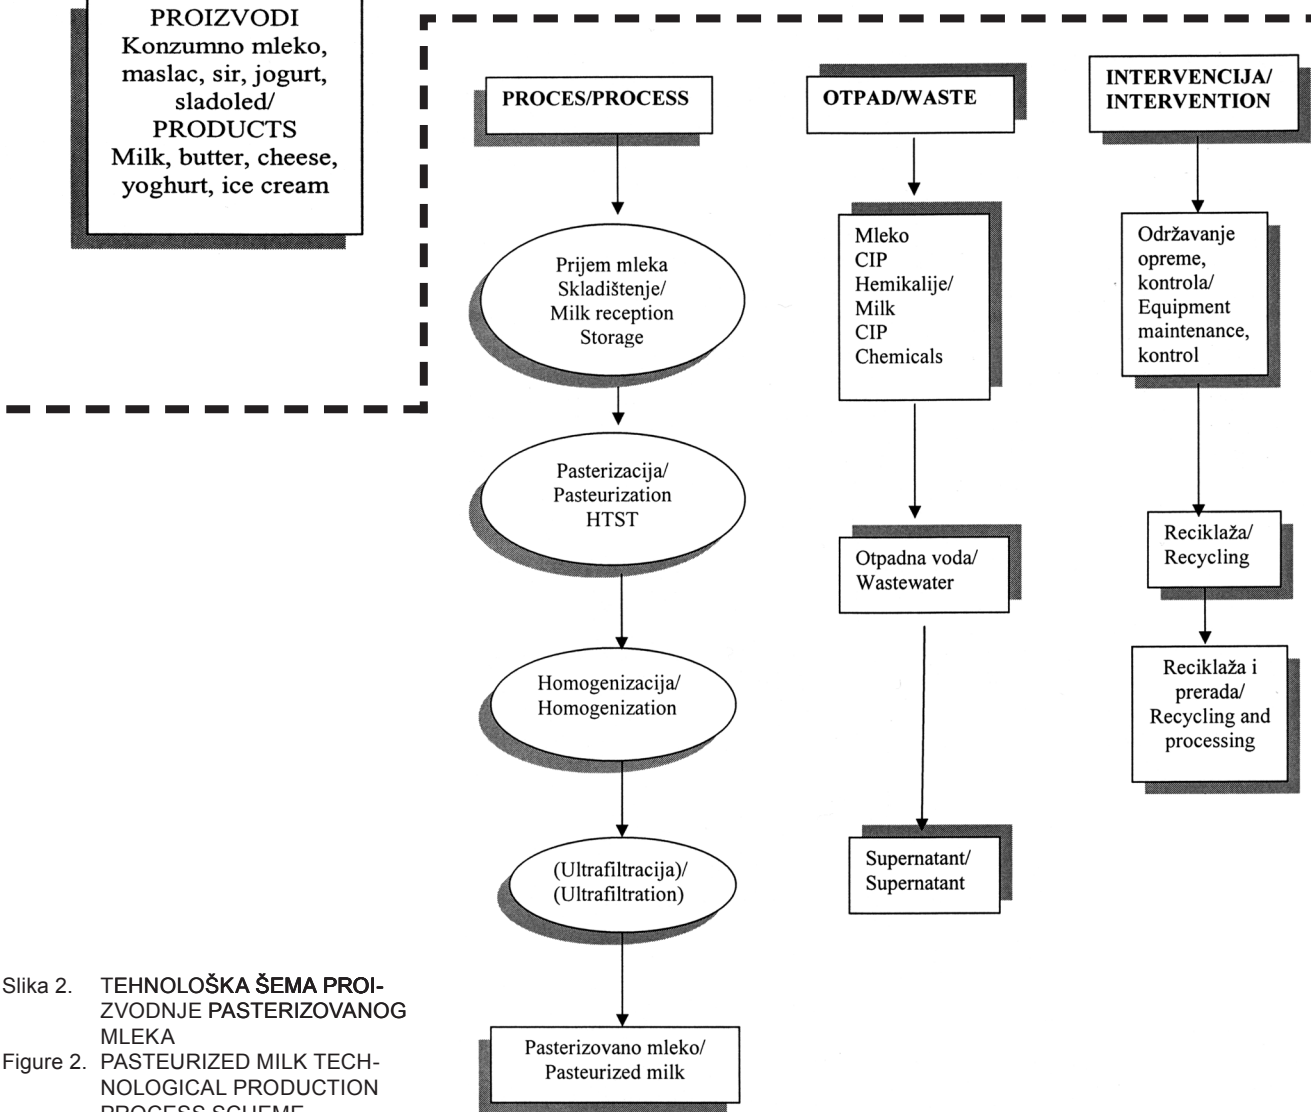 PROIZVODI
Konzumno mleko,
maslac, sir, jogurt,
sladoled/
PRODUCTS
Milk, butter, cheese,
yoghurt, ice cream
PROCES/PROCESS
Prijem mleka
Skladištenje/
Milk reception
Storage
Pasterizacija/
Pasteurization
HTST
Homogenizacija/
Homogenization
(Ultrafiltracija)/
(Ultrafiltration)
Pasterizovano mleko/
Pasteurized milk
OTPAD/WASTE
Mleko
CIP
Hemikalije/
Milk
CIP
Chemicals
Otpadna voda/
Wastewater
Supernatant/
Supernatant
INTERVENCIJA/
INTERVENTION
Održavanje
opreme,
kontrola/
Equipment
maintenance,
kontrol
Reciklaža/
Recycling
Reciklaža i
prerada/
Recycling and
processing
Slika 2. TEHNOLOŠKA ŠEMA PROI-
ZVODNJE PASTERIZOVANOG
MLEKA
Figure 2. PASTEURIZED MILK TECH-
NOLOGICAL PRODUCTION
PROCESS SCHEME